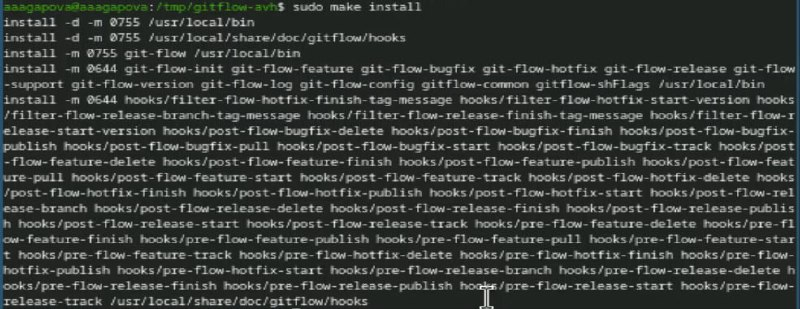 aaagapova@aaagapova:/tmp/gitflow-avh$ sudo make install
install -d -m 0755 /usr/local/bin
install -d -m 0755 /usr/local/share/doc/gitflow/hooks
install -m 0755 git-flow /usr/local/bin
install -m 0644 git-flow-init git-flow-feature git-flow-bugfix git-flow-hotfix git-flow-release git-flow
-support git-flow-version git-flow-log git-flow-config gitflow-common gitflow-shFlags /usr/local/bin
install -m 0644 hooks/filter-flow-hotfix-finish-tag-message hooks/filter-flow-hotfix-start-version hooks
/filter-flow-release-branch-tag-message hooks/filter-flow-release-finish-tag-message hooks/filter-flow-r
elease-start-version hooks/post-flow-bugfix-delete hooks/post-flow-bugfix-finish hooks/post-flow-bugfix-
publish hooks/post-flow-bugfix-pull hooks/post-flow-bugfix-start hooks/post-flow-bugfix-track hooks/post
-flow-feature-delete hooks/post-flow-feature-finish hooks/post-flow-feature-publish hooks/post-flow-feat
ure-pull hooks/post-flow-feature-start hooks/post-flow-feature-track hooks/post-flow-hotfix-delete hooks
/post-flow-hotfix-finish hooks/post-flow-hotfix-publish hooks/post-flow-hotfix-start hooks/post-flow-rel
ease-branch hooks/post-flow-release-delete hooks/post-flow-release-finish hooks/post-flow-release-publis
h hooks/post-flow-release-start hooks/post-flow-release-track hooks/pre-flow-feature-delete hooks/pre-fl
ow-feature-finish hooks/pre-flow-feature-publish hooks/pre-flow-feature-pull hooks/pre-flow-feature-star
t hooks/pre-flow-feature-track hooks/pre-flow-hotfix-delete hooks/pre-flow-hotfix-finish hooks/pre-flow-
hotfix-publish hooks/pre-flow-hotfix-start hooks/pre-flow-release-branch hooks/pre-flow-release-delete h
ooks/pre-flow-release-finish hooks/pre-flow-release-publish hooks/pre-flow-release-start hooks/pre-flow-
release-track /usr/local/share/doc/gitflow/hooks